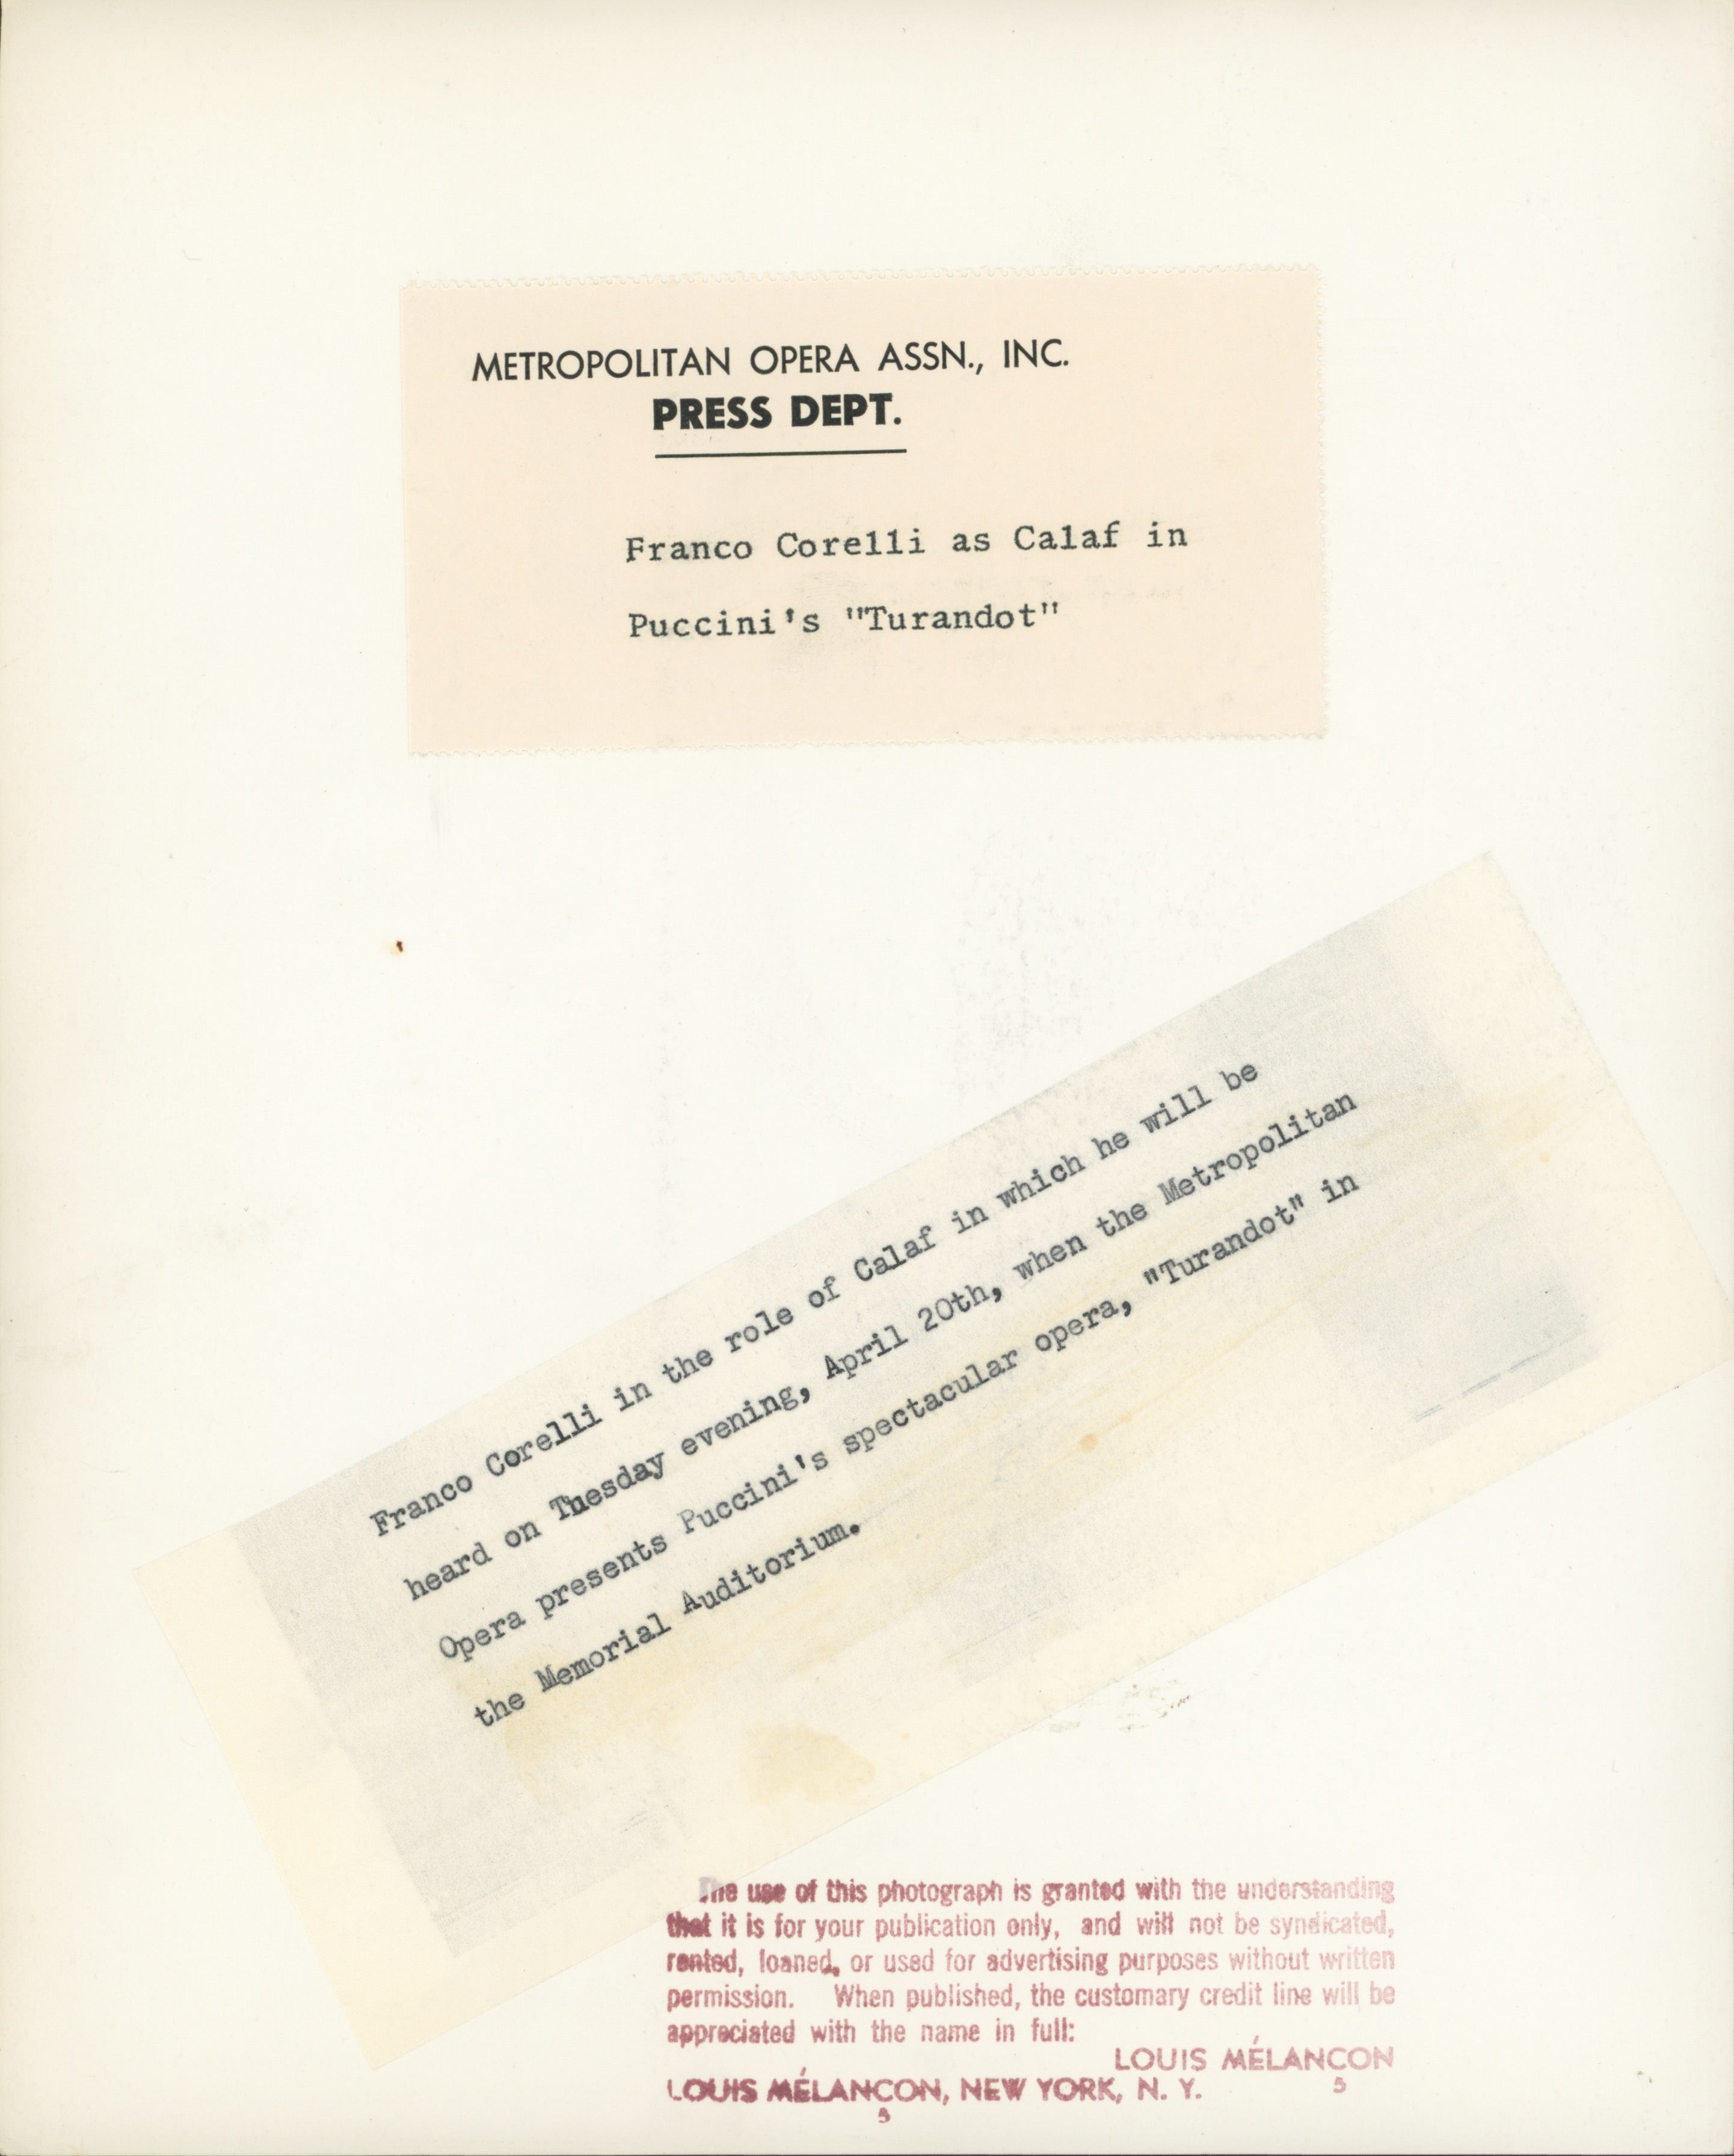 METROPOLITAN OPERA ASSN., INC.
PRESS DEPT.
Franco Corelli as Calaf in
Puccini's "Turandot"
Franco Corelli in the role of Calaf in which he will be
heard on Tuesday evening, April 20th, when the Metropolitan
Opera presents Puccini's spectacular opera, "Turandot" in
the Memorial Auditorium.
The use of this photograph is granted with the understanding
that it is for your publication only, and will not be syndicated,
rented, loaned, or used for advertising purposes without written
permission. When published, the customary credit line will be
appreciated with the name in full:
LOUIS MÉLANÇON
LOUIS MÉLANÇON, NEW YORK, N. Y.